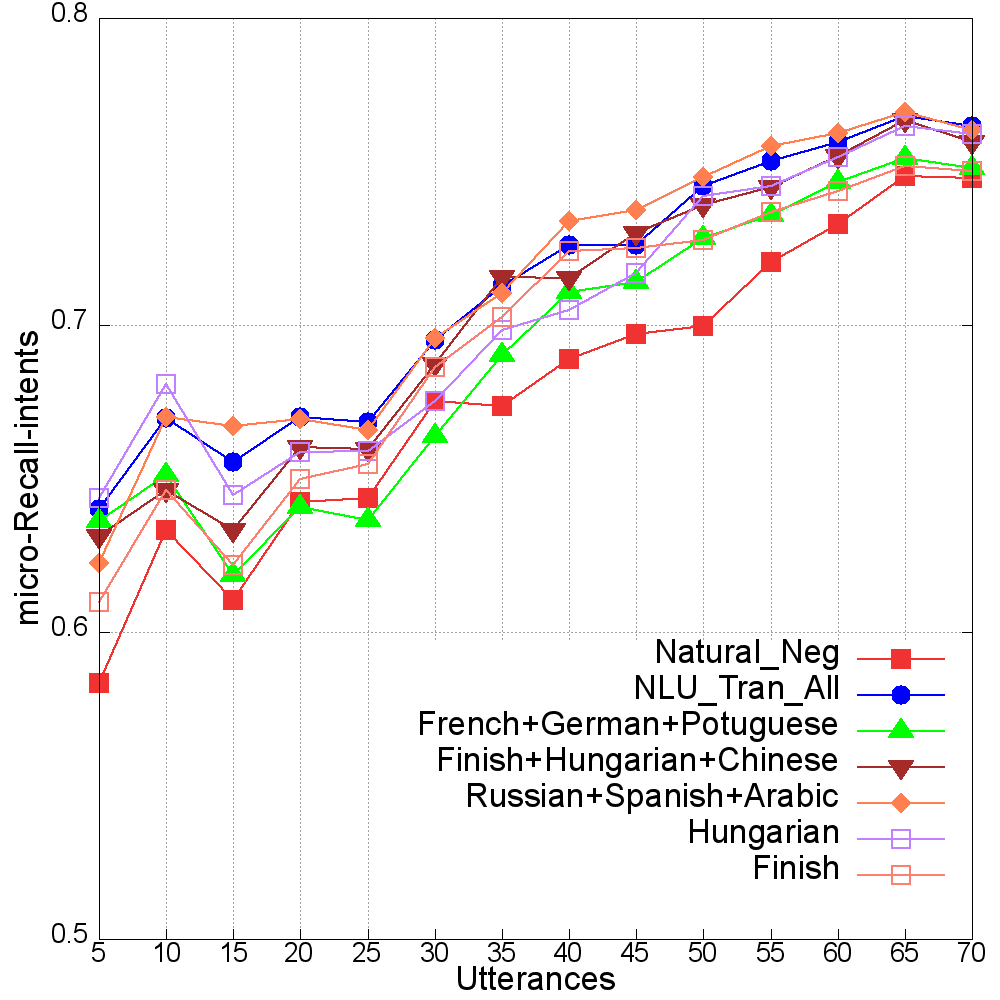 0.8
0.7
0.6
0.5
micro-Recall-intents
Natural_Neg
NLU_Tran_All
French+German+Potuguese
Finish+Hungarian+Chinese
Russian+Spanish+Arabic
Hungarian
Finish
5 10 15 20 25 30 35 40 45 50 55 60 65 70
Utterances